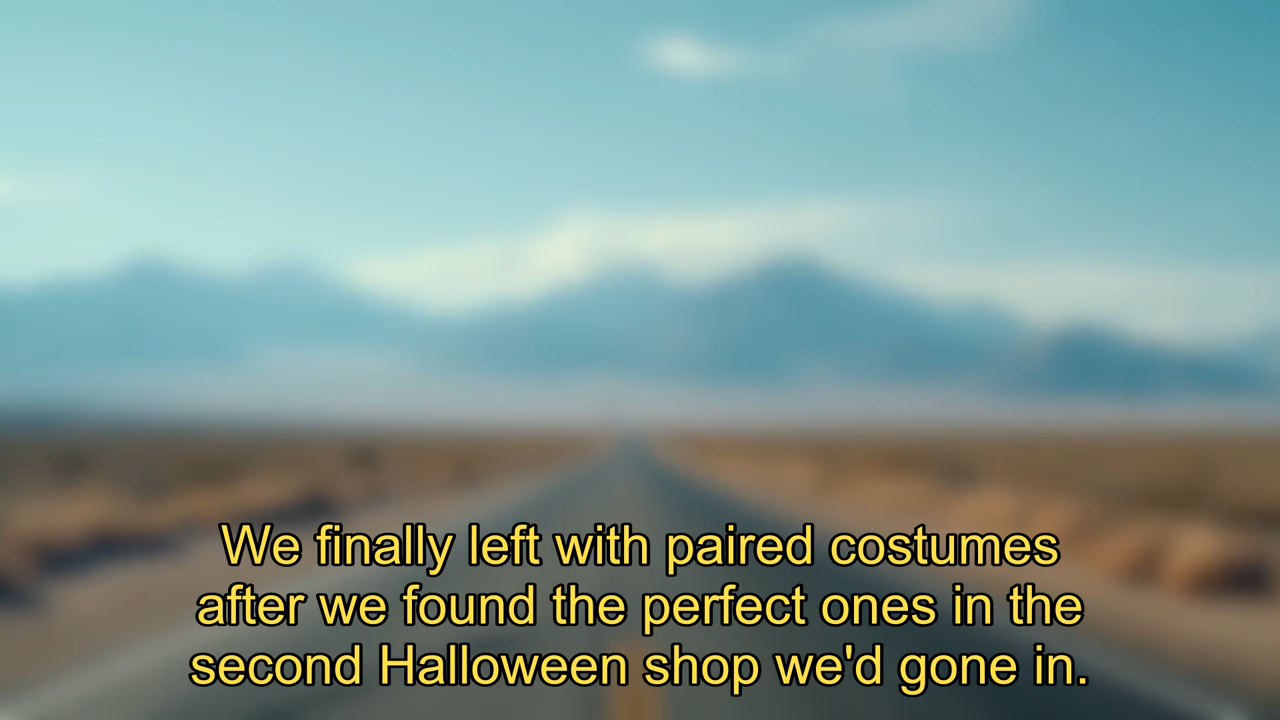 We finally left with paired costumes
after we found the perfect ones in the
second Halloween shop we'd gone in.